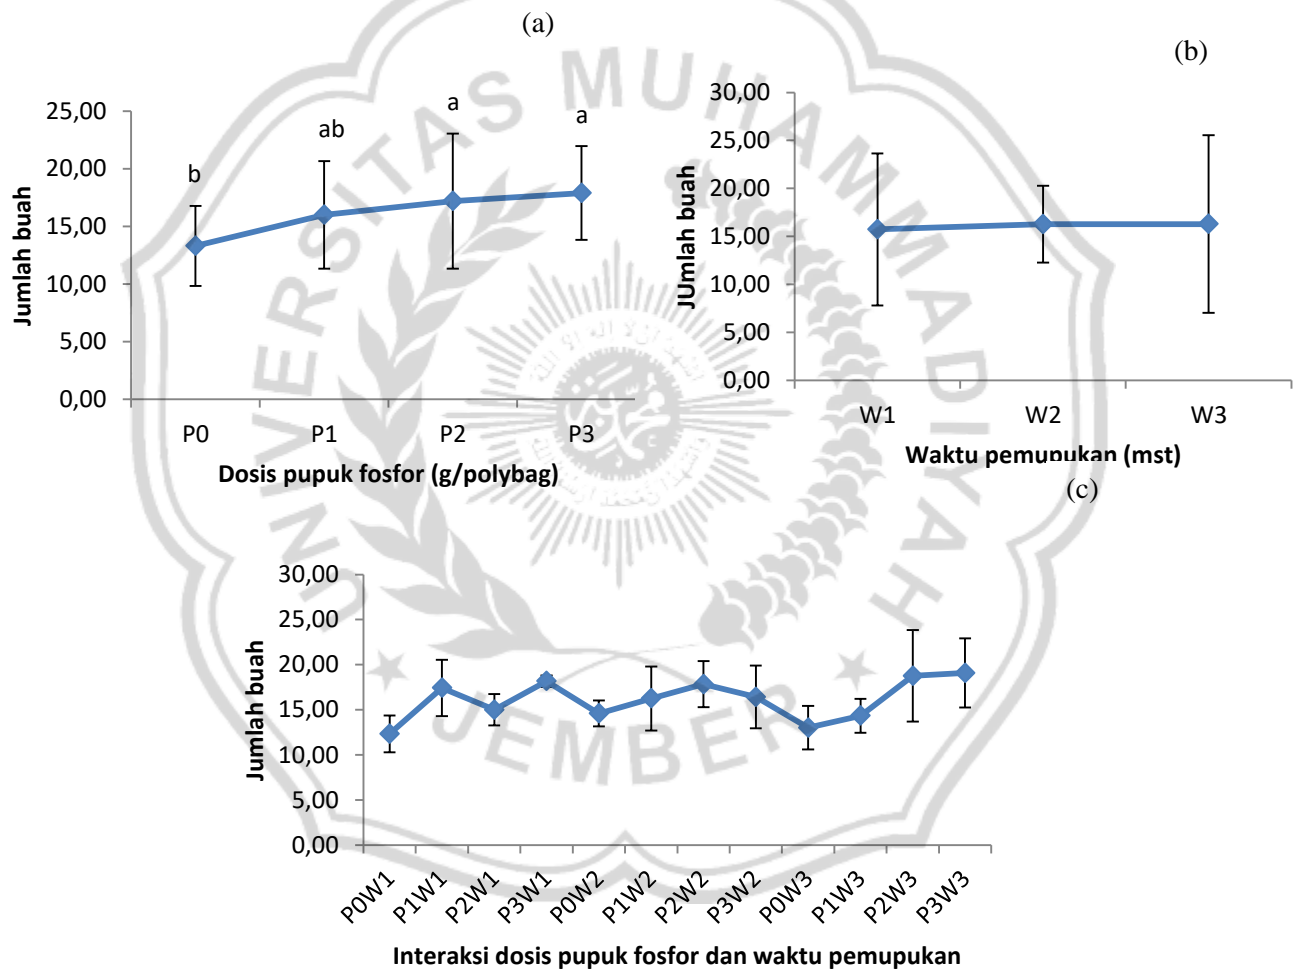 (a)
25,00
20,00
15,00
10,00
5,00
0,00
Jumlah buah
b
ab
a
a
P0
P1
P2
P3
Dosis pupuk fosfor (g/polybag)
(b)
30,00
25,00
20,00
15,00
10,00
5,00
0,00
JUmlah buah
W1
W2
W3
Waktu pemupukan (mst)
(c)
30,00
25,00
20,00
15,00
10,00
5,00
0,00
Jumlah buah
P0W1
P1W1
P2W1
P3W1
P0W2
P1W2
P2W2
P3W2
P0W3
P1W3
P2W3
P3W3
Interaksi dosis pupuk fosfor dan waktu pemupukan
UNIVERSITAS MUHAMMADIYAH
JEMBER